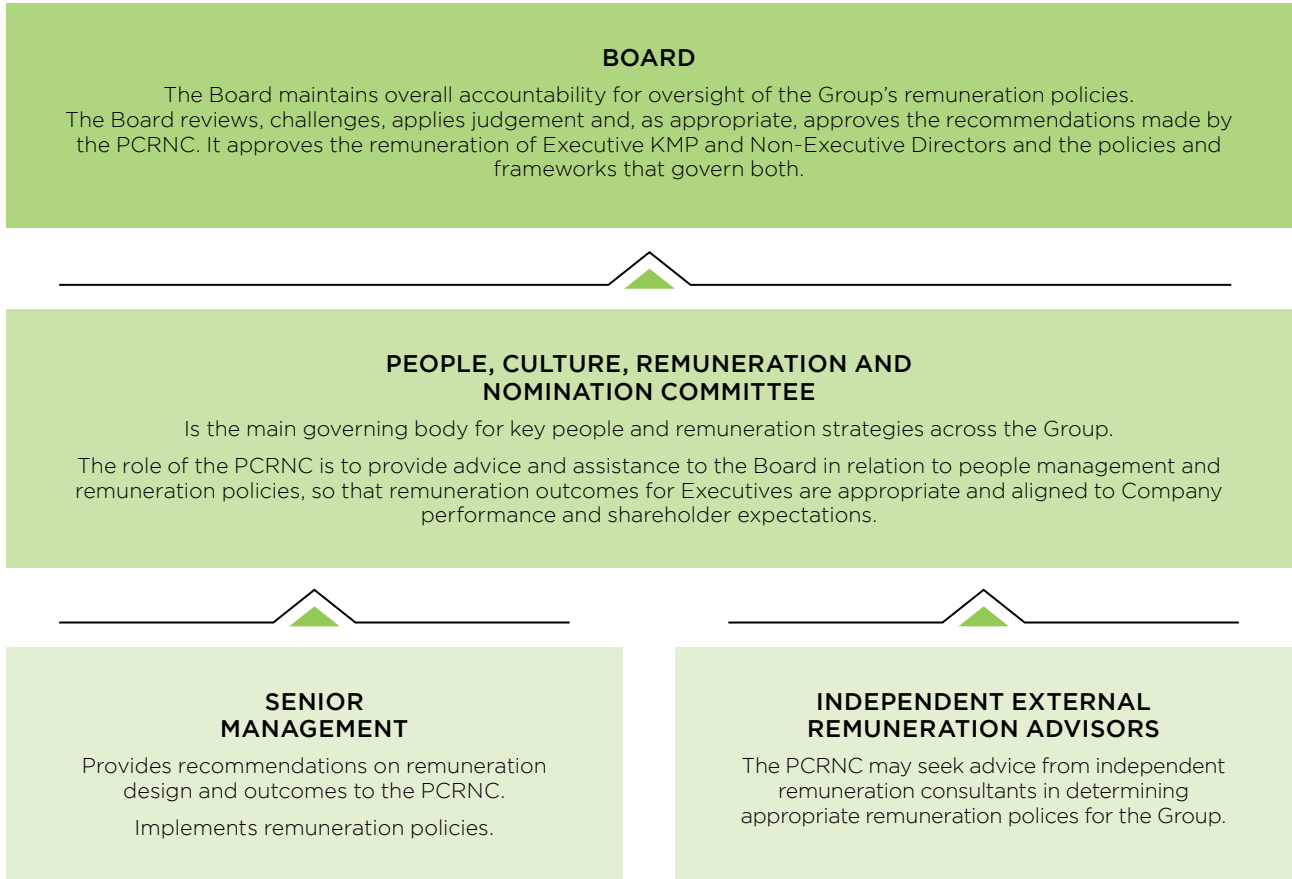 BOARD
The Board maintains overall accountability for oversight of the Group’s remuneration policies.
The Board reviews, challenges, applies judgement and, as appropriate, approves the recommendations made by
the PCRNC. It approves the remuneration of Executive KMP and Non-Executive Directors and the policies and
frameworks that govern both.
PEOPLE, CULTURE, REMUNERATION AND
NOMINATION COMMITTEE
Is the main governing body for key people and remuneration strategies across the Group.
The role of the PCRNC is to provide advice and assistance to the Board in relation to people management and
remuneration policies, so that remuneration outcomes for Executives are appropriate and aligned to Company
performance and shareholder expectations.
SENIOR
MANAGEMENT
Provides recommendations on remuneration
design and outcomes to the PCRNC.
Implements remuneration policies.
INDEPENDENT EXTERNAL
REMUNERATION ADVISORS
The PCRNC may seek advice from independent
remuneration consultants in determining
appropriate remuneration polices for the Group.